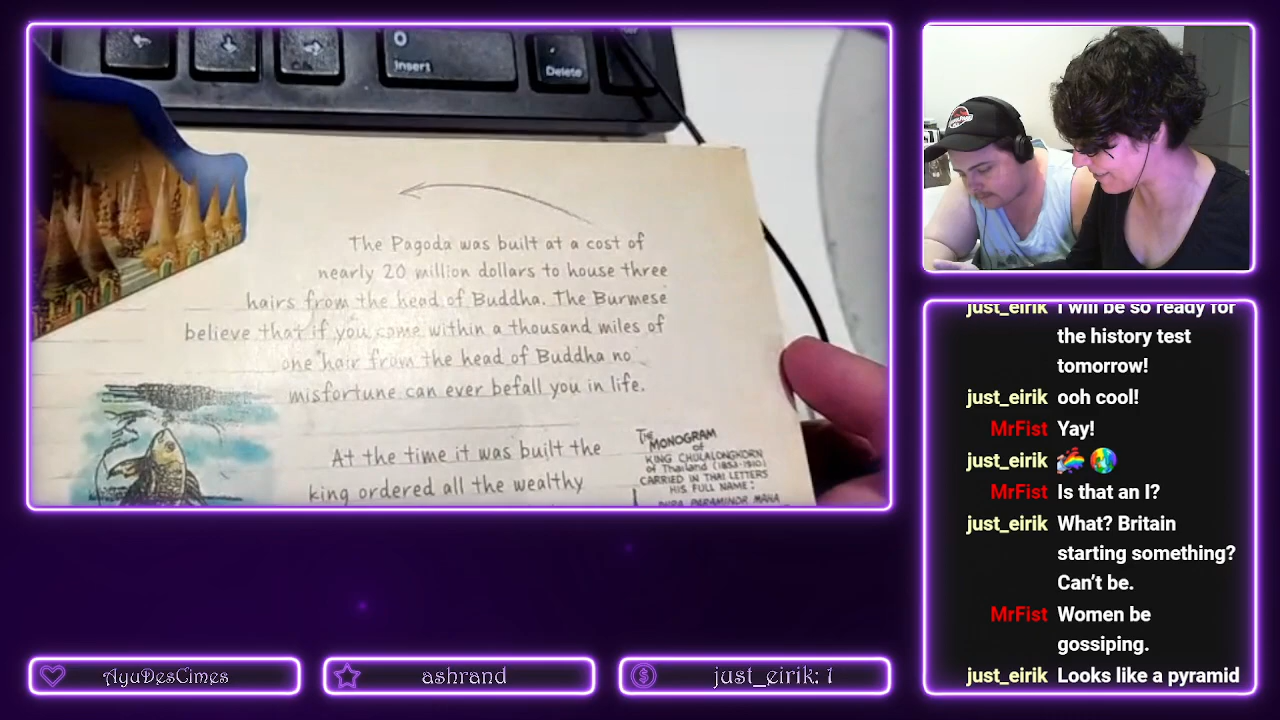 Insert
Delete
The Pagoda was built at a cost of
nearly 20 million dollars to house three
hairs from the head of Buddha. The Burmese
believe that if you come within a thousand miles of
one hair from the head of Buddha no
misfortune can ever befall you in life.
At the time it was built the
king ordered all the wealthy
THE
MONOGRAM
of
KING CHULALONGKORN
of Thailand (1853-1910)
CARRIED IN THAI LETTERS
HIS FULL NAME:
PARAMINDR MAHA
just_eirik I will be so ready for
the history test
tomorrow!
just_eirik ooh cool!
MrFist Yay!
just_eirik
MrFist Is that an I?
just_eirik What? Britain
starting something?
Can't be.
MrFist Women be
gossiping.
just_eirik Looks like a pyramid
AyuDesCimes
ashrand
just_eirik: 1